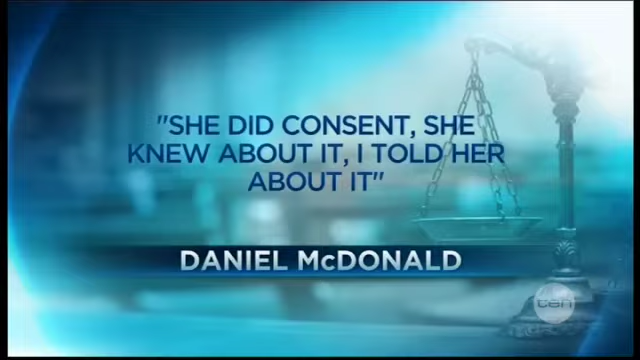 "SHE DID CONSENT, SHE
KNEW ABOUT IT, I TOLD HER
ABOUT IT"
DANIEL McDONALD
ten